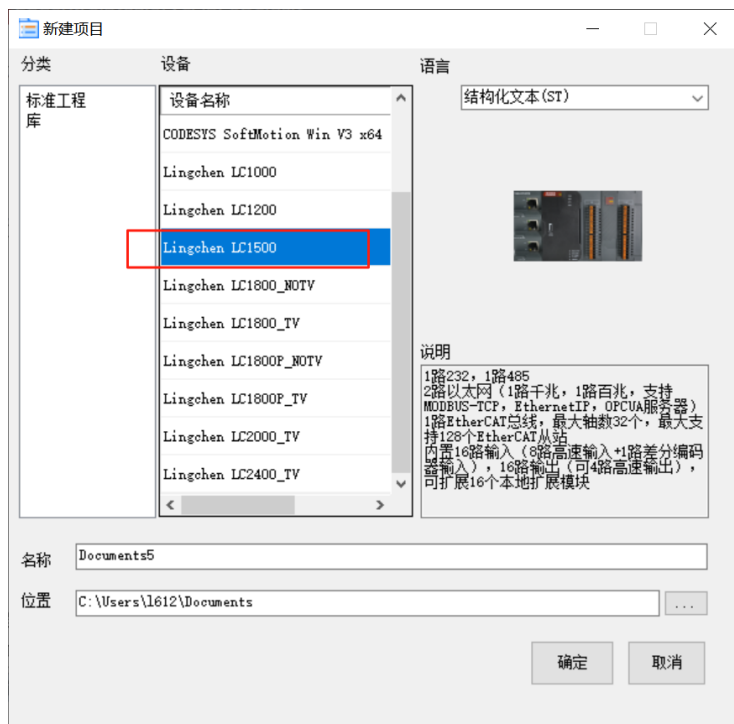 新建项目
分类
设备
语言
标准工程
库
设备名称
CODESYS SoftMotion Win V3 x64
Lingchen LC1000
Lingchen LC1200
Lingchen LC1500
Lingchen LC1800_NOTV
Lingchen LC1800_TV
Lingchen LC1800P_NOTV
Lingchen LC1800P_TV
Lingchen LC2000_TV
Lingchen LC2400_TV
结构化文本(ST)
说明
1路232，1路485
2路以太网（1路千兆，1路百兆，支持
MODBUS-TCP，EthernetIP，OPCUA服务器）
1路EtherCAT总线，最大轴数32个，最大支
持128个EtherCAT从站
内置16路输入（8路高速输入+1路差分编码
器输入），16路输出（可4路高速输出），
可扩展16个本地扩展模块
名称
Documents5
位置
C:\Users\l612\Documents
...
确定
取消